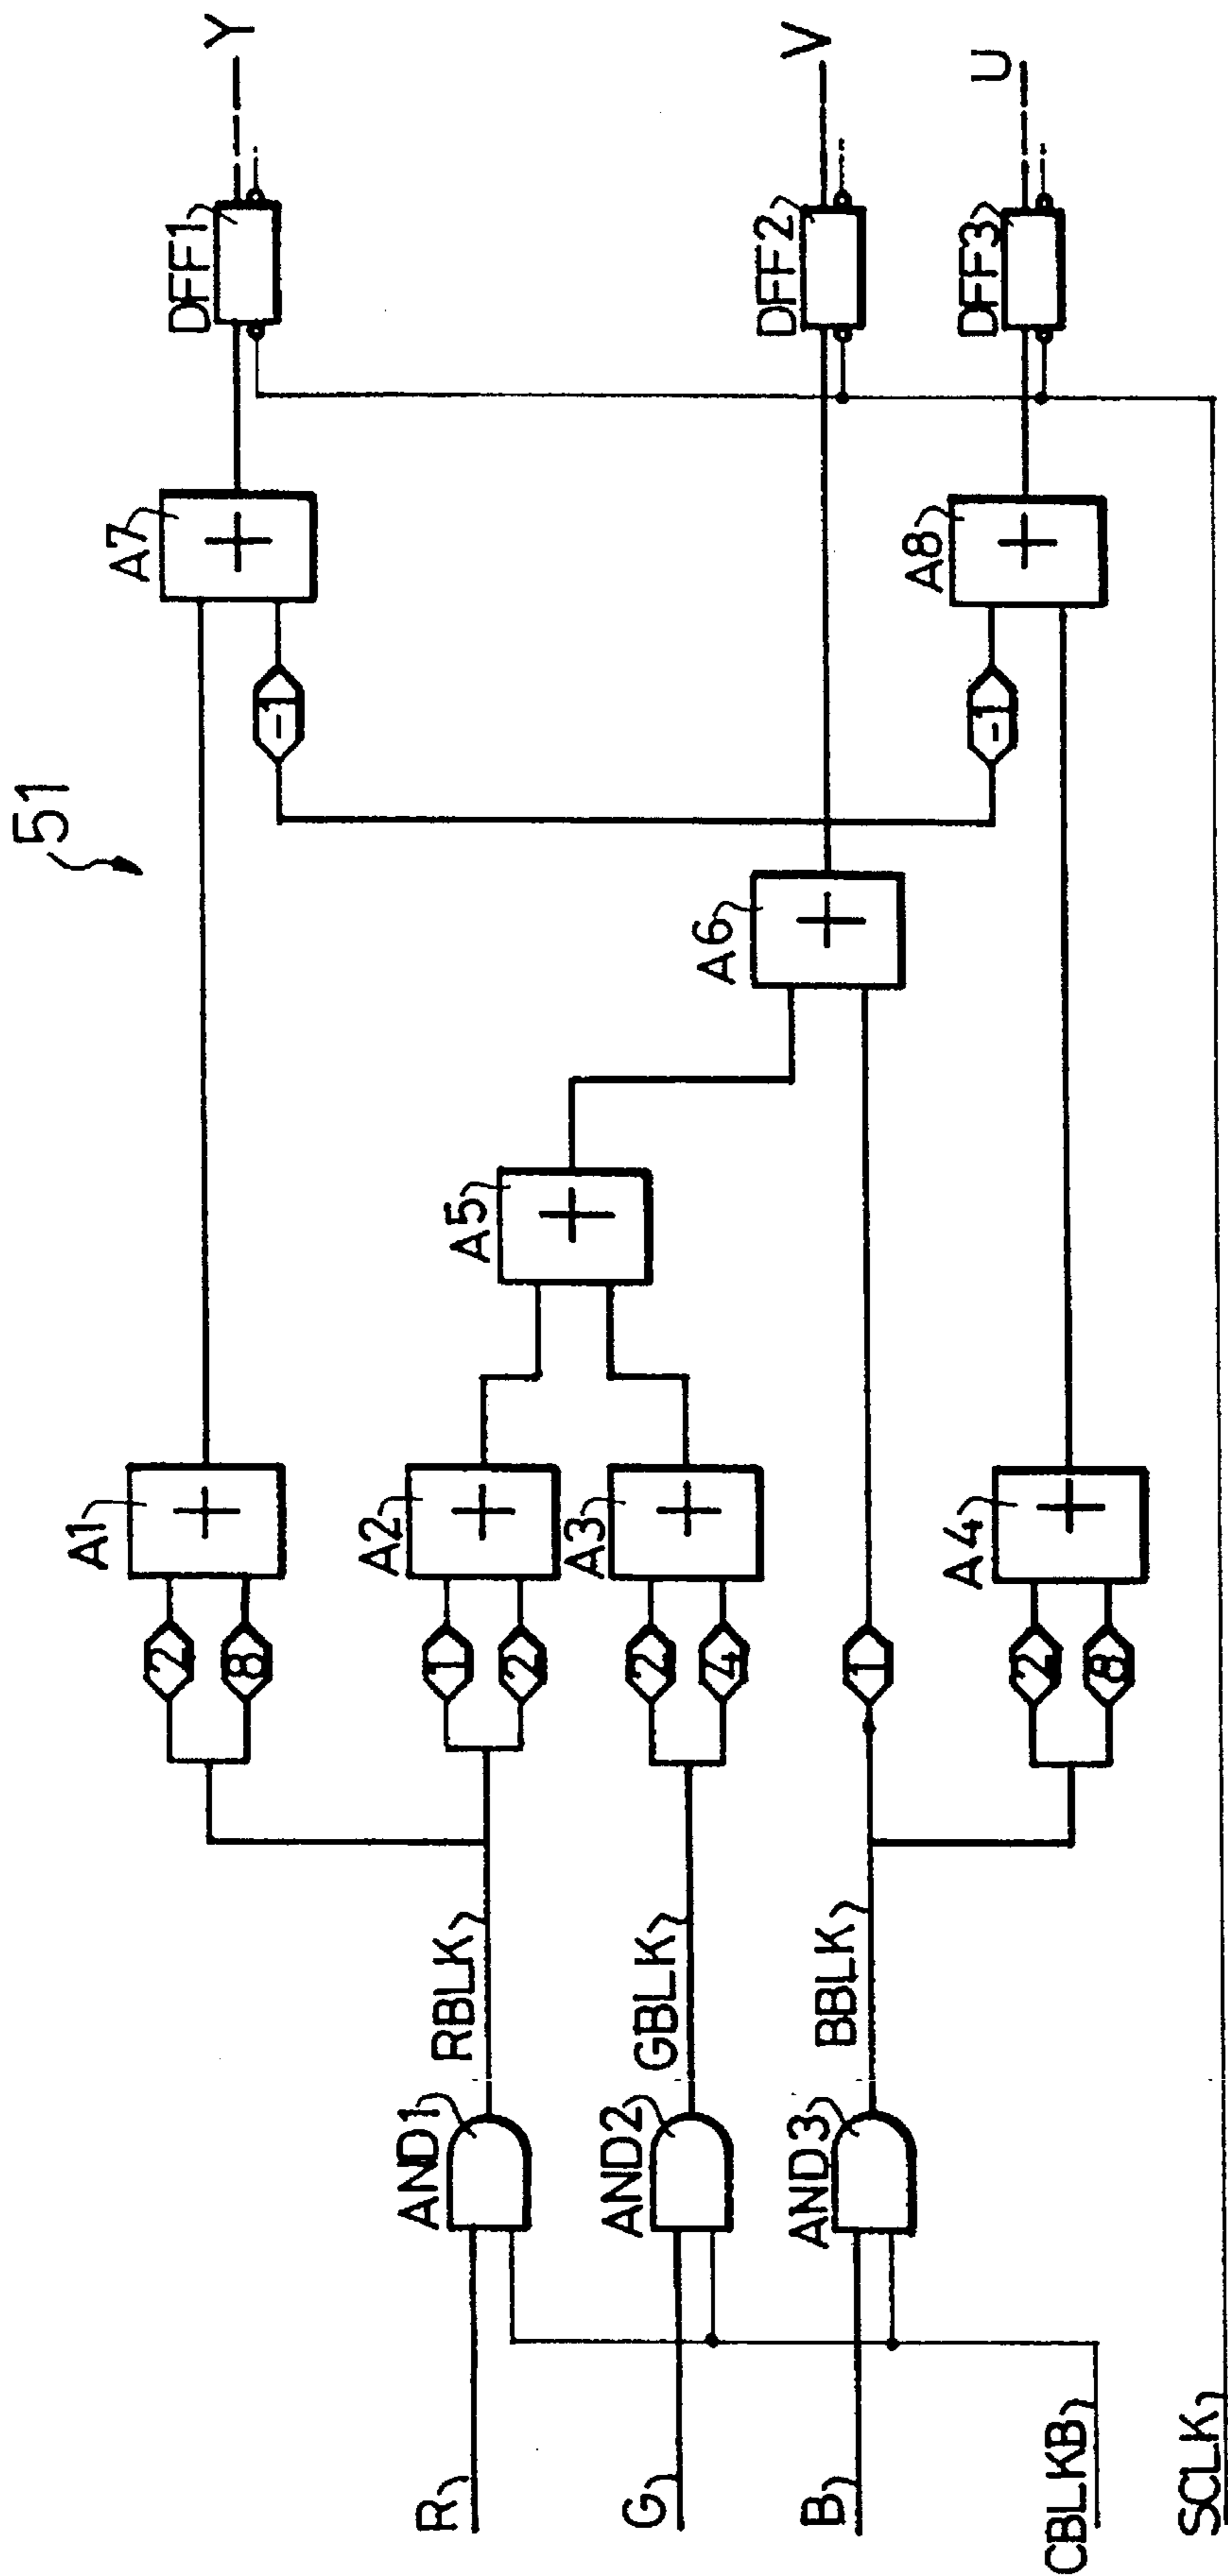 51
Y
V
U
DFF1
DFF2
DFF3
A7
+
-1
A8
+
-1
A6
+
A5
+
A1
+
2
8
A2
+
1
2
A3
+
2
4
1
A4
+
2
8
RBLK
GBLK
BBLK
AND1
AND2
AND3
R
G
B
CBLKB
SCLK